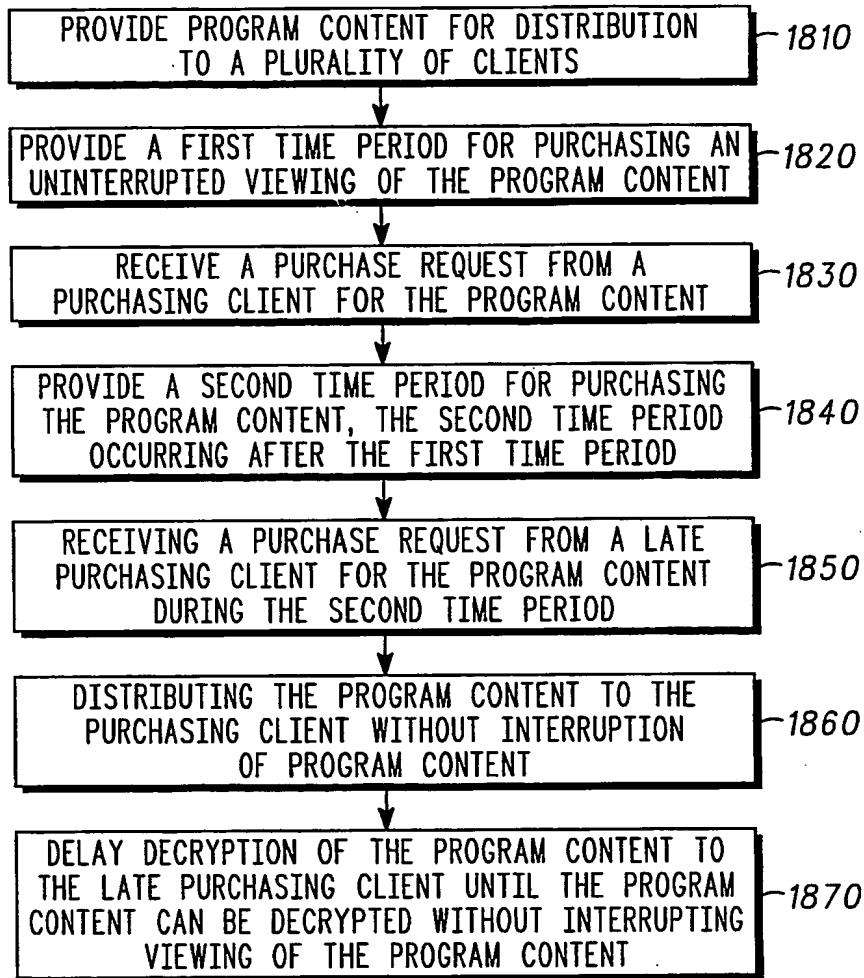 PROVIDE PROGRAM CONTENT FOR DISTRIBUTION
TO A PLURALITY OF CLIENTS
1810
PROVIDE A FIRST TIME PERIOD FOR PURCHASING AN
UNINTERRUPTED VIEWING OF THE PROGRAM CONTENT
1820
RECEIVE A PURCHASE REQUEST FROM A
PURCHASING CLIENT FOR THE PROGRAM CONTENT
1830
PROVIDE A SECOND TIME PERIOD FOR PURCHASING
THE PROGRAM CONTENT, THE SECOND TIME PERIOD
OCCURRING AFTER THE FIRST TIME PERIOD
1840
RECEIVING A PURCHASE REQUEST FROM A LATE
PURCHASING CLIENT FOR THE PROGRAM CONTENT
DURING THE SECOND TIME PERIOD
1850
DISTRIBUTING THE PROGRAM CONTENT TO THE
PURCHASING CLIENT WITHOUT INTERRUPTION
OF PROGRAM CONTENT
1860
DELAY DECRYPTION OF THE PROGRAM CONTENT TO
THE LATE PURCHASING CLIENT UNTIL THE PROGRAM
CONTENT CAN BE DECRYPTED WITHOUT INTERRUPTING
VIEWING OF THE PROGRAM CONTENT
1870